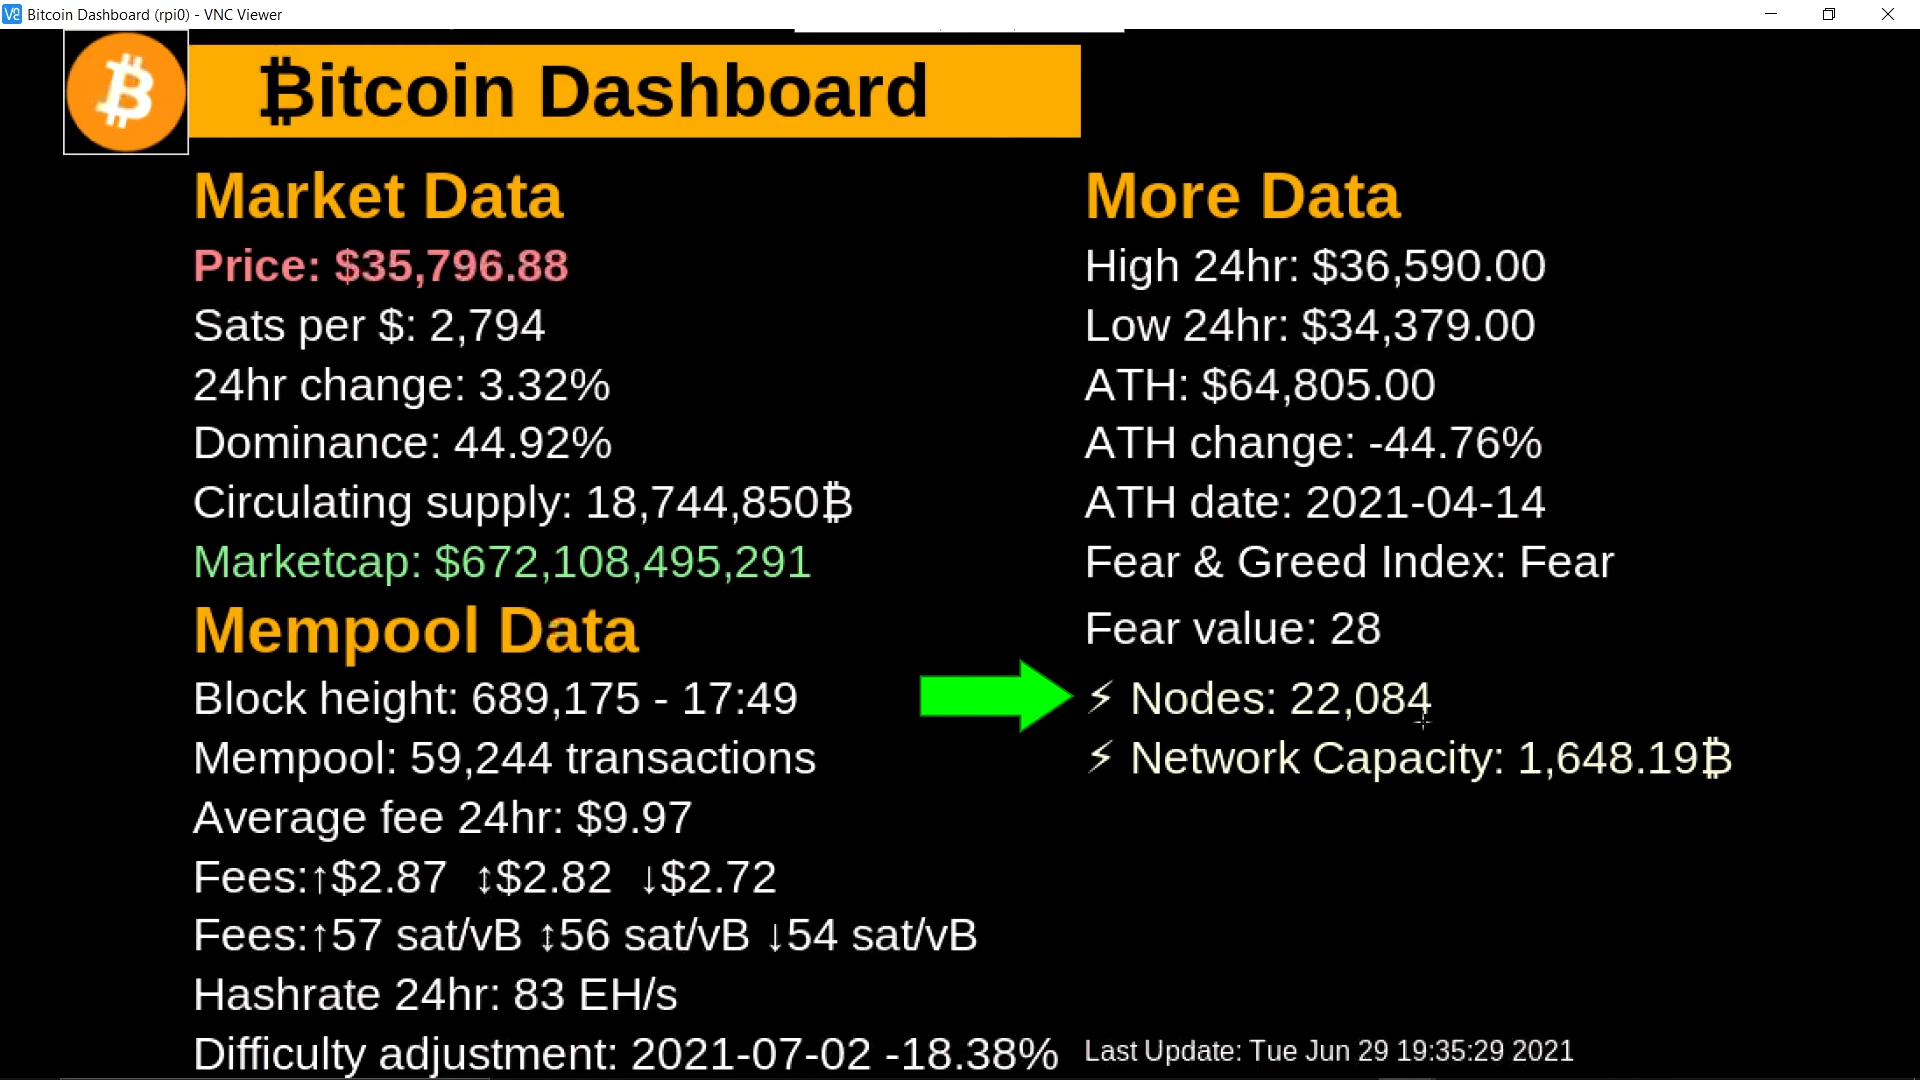 Bitcoin Dashboard (rpi0) - VNC Viewer
₿itcoin Dashboard
Market Data
Price: $35,796.88
Sats per $: 2,794
24hr change: 3.32%
Dominance: 44.92%
Circulating supply: 18,744,850₿
Marketcap: $672,108,495,291
Mempool Data
Block height: 689,175 - 17:49
Mempool: 59,244 transactions
Average fee 24hr: $9.97
Fees:↑$2.87 ↕$2.82 ↓$2.72
Fees:↑57 sat/vB ↕56 sat/vB ↓54 sat/vB
Hashrate 24hr: 83 EH/s
Difficulty adjustment: 2021-07-02 -18.38%
More Data
High 24hr: $36,590.00
Low 24hr: $34,379.00
ATH: $64,805.00
ATH change: -44.76%
ATH date: 2021-04-14
Fear & Greed Index: Fear
Fear value: 28
⚡ Nodes: 22,084
⚡ Network Capacity: 1,648.19₿
Last Update: Tue Jun 29 19:35:29 2021